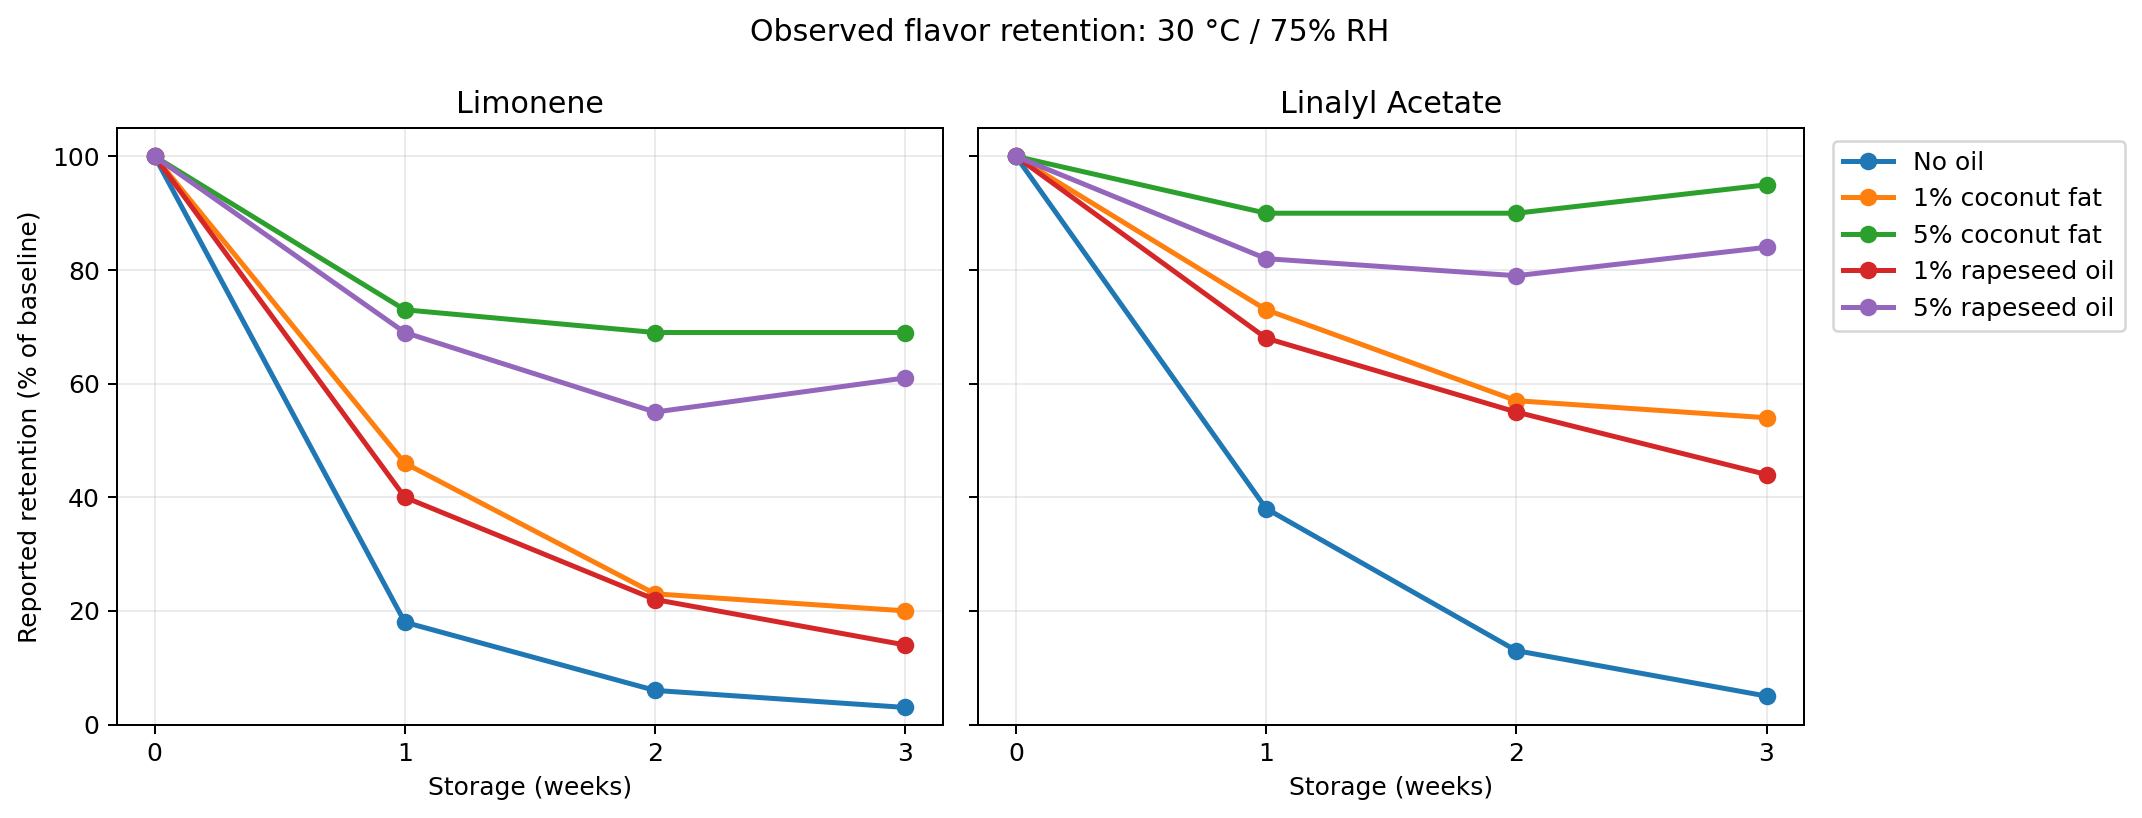 Observed flavor retention: 30 °C / 75% RH
Limonene
Linalyl Acetate
Reported retention (% of baseline)
100
80
60
40
20
0
0 1 2 3
0 1 2 3
Storage (weeks)
Storage (weeks)
No oil
1% coconut fat
5% coconut fat
1% rapeseed oil
5% rapeseed oil